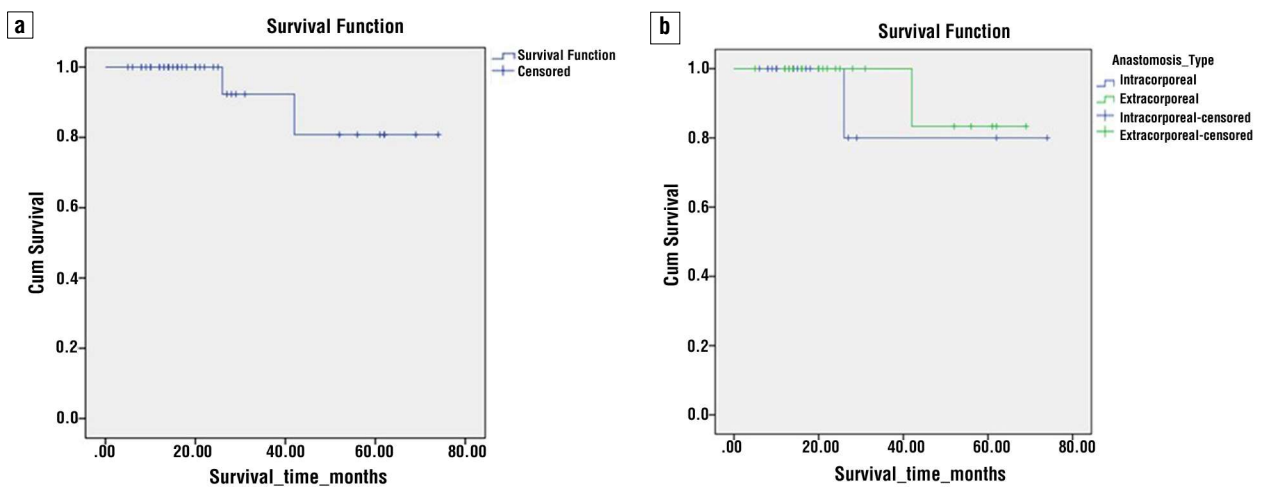 a
Survival Function
1.0
0.8
0.6
0.4
0.2
0.0
Cum Survival
.00 20.00 40.00 60.00 80.00
Survival_time_months
Survival Function
Censored
b
Survival Function
1.0
0.8
0.6
0.4
0.2
0.0
Cum Survival
.00 20.00 40.00 60.00 80.00
Survival_time_months
Anastomosis_Type
Intracorporeal
Extracorporeal
Intracorporeal-censored
Extracorporeal-censored